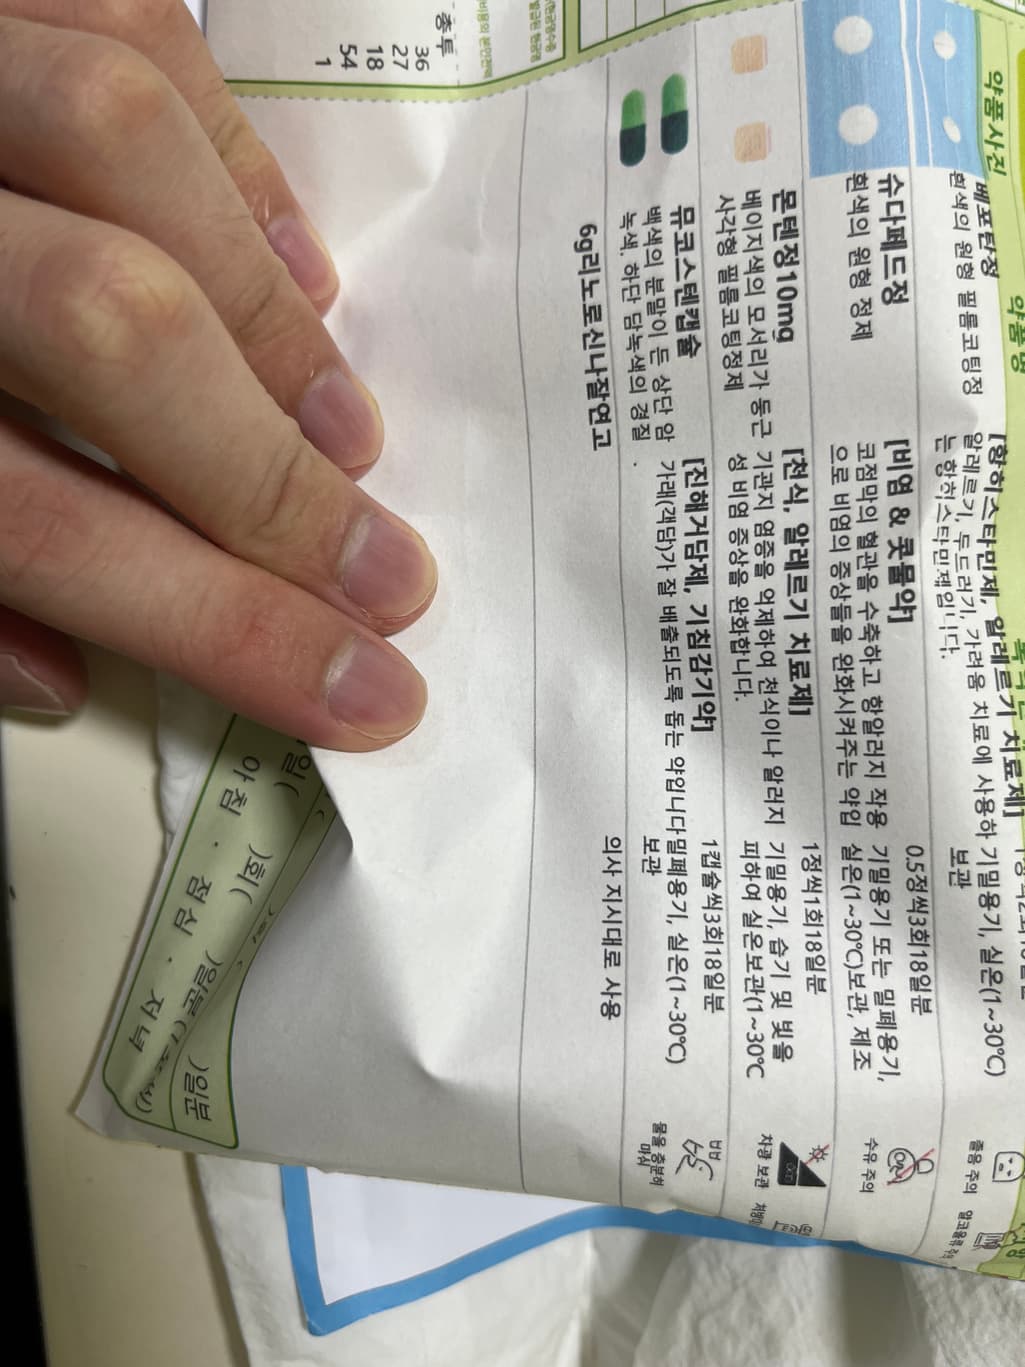 약품사진
약품명
베포탄정
흰색의 원형 필름코팅정
[항히스타민제, 알레르기 치료제]
알레르기, 두드러기, 가려움 치료에 사용하
는 항히스타민제입니다.
기밀용기, 실온(1~30℃)
보관
졸음 주의
알코올류 주의
슈다페드정
흰색의 원형 정제
[비염 & 콧물약]
코점막의 혈관을 수축하고 항알러지 작용
으로 비염의 증상들을 완화시켜주는 약입
0.5정씩3회18일분
기밀용기 또는 밀폐용기,
실온(1~30℃)보관, 제조
수유 주의
몬텐정10mg
베이지색의 모서리가 둥근
사각형 필름코팅정제
[천식, 알레르기 치료제]
기관지 염증을 억제하여 천식이나 알러지
성 비염 증상을 완화합니다.
1정씩1회18일분
기밀용기, 습기 및 빛을
피하여 실온보관(1~30℃
차광 보관
뮤코스텐캡슐
백색의 분말이 든 상단 암
녹색, 하단 담녹색의 경질
[진해거담제, 기침감기약]
가래(객담)가 잘 배출되도록 돕는 약입니다
1캡슐씩3회18일분
밀폐용기, 실온(1~30℃)
보관
물을 충분히
마셔
6g리노로신나잘연고
.
의사 지시대로 사용
총투
36
27
18
54
1
)일분
일( )회( )일분
아침 · 점심 · 저녁